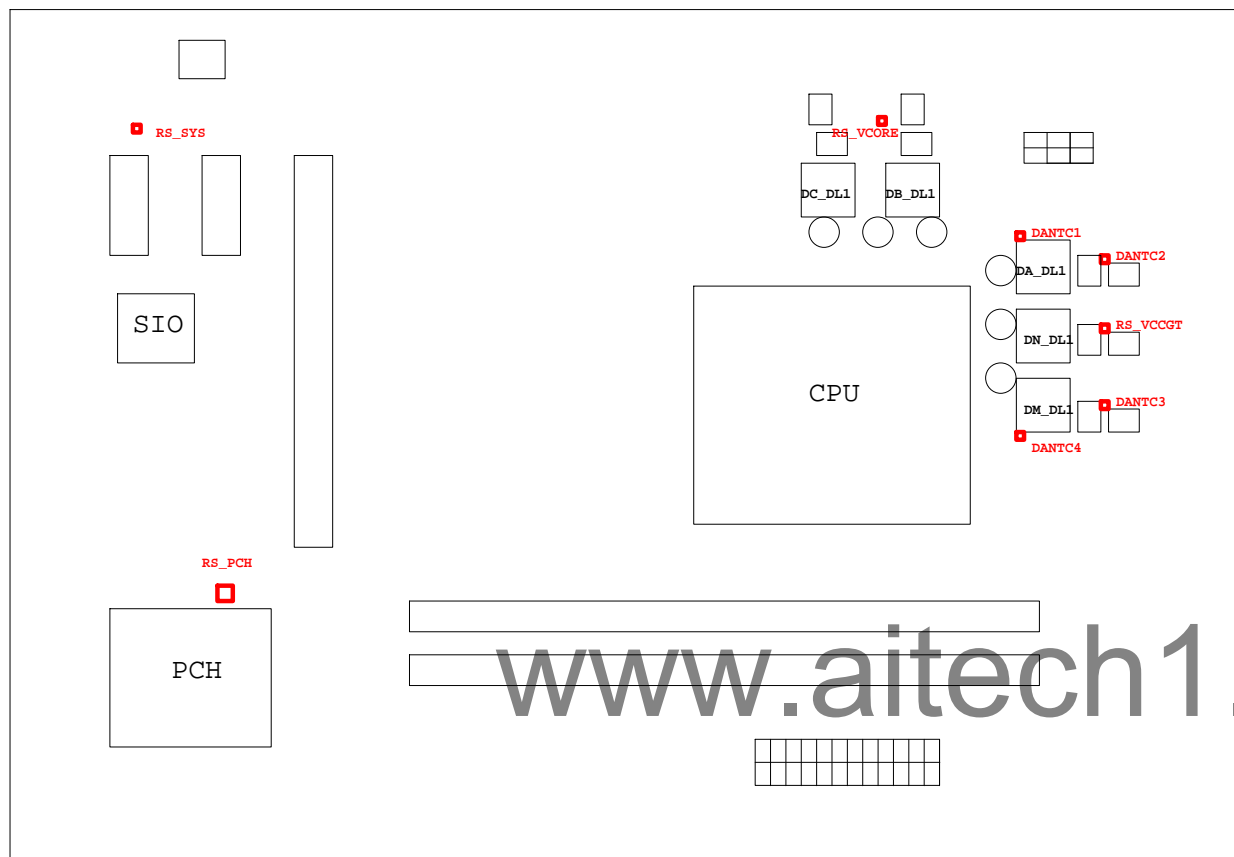 RS_SYS
RS_VCORE
DC_DL1
DB_DL1
DANTC1
DANTC2
DA_DL1
SIO
RS_VCCGT
DN_DL1
CPU
DANTC3
DM_DL1
DANTC4
RS_PCH
PCH
www.aitech1.